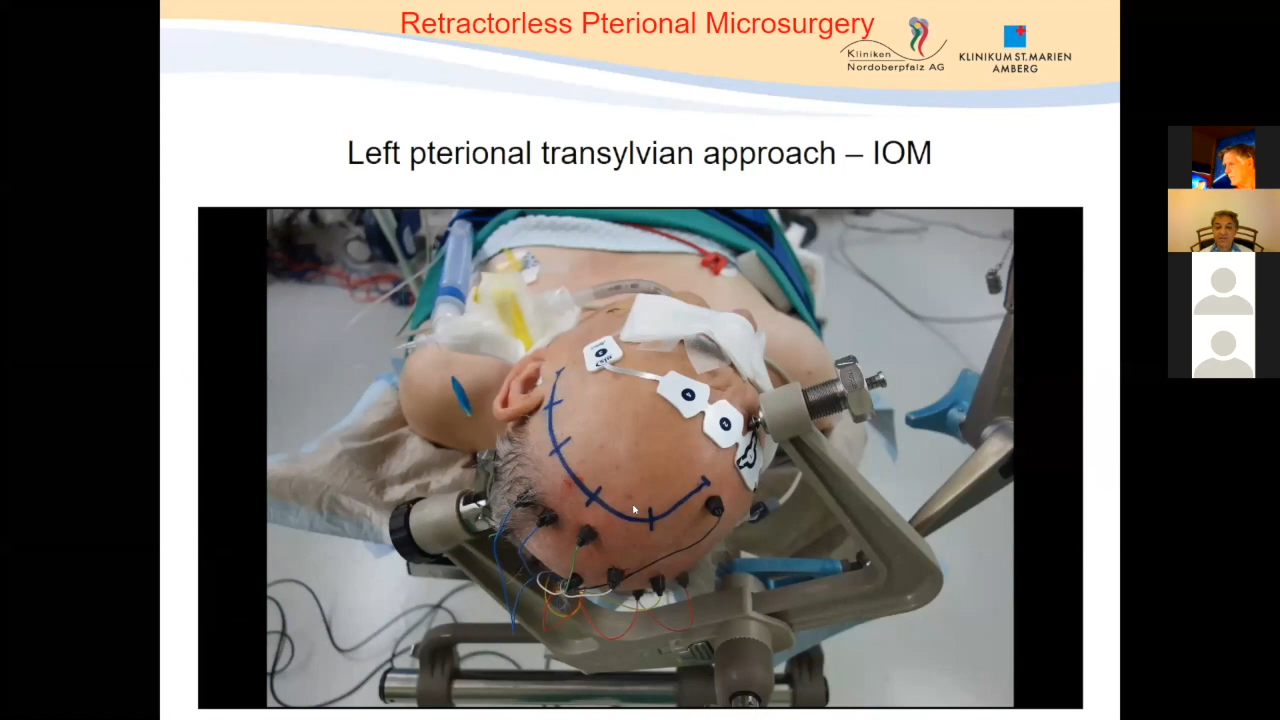 Retractorless Pterional Microsurgery
Kliniken
Nordoberpfalz AG
KLINIKUM ST. MARIEN
AMBERG
Left pterional transylvian approach – IOM